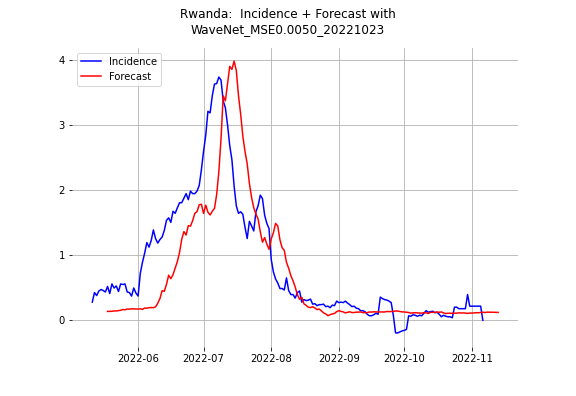 Rwanda:  Incidence + Forecast with
WaveNet_MSE0.0050_20221023
Incidence
Forecast
4
3
2
1
0
2022-06 2022-07 2022-08 2022-09 2022-10 2022-11